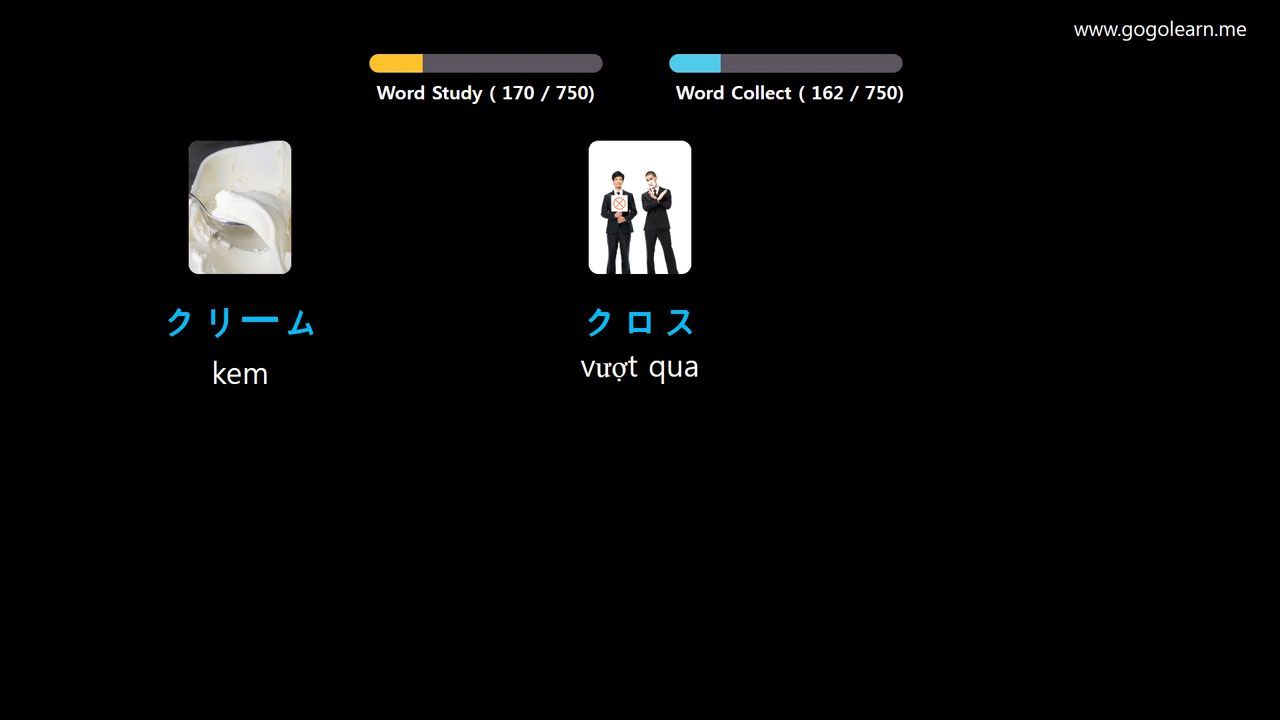 www.gogolearn.me
Word Study ( 170 / 750)
Word Collect ( 162 / 750)
クリーム
kem
クロス
vượt qua